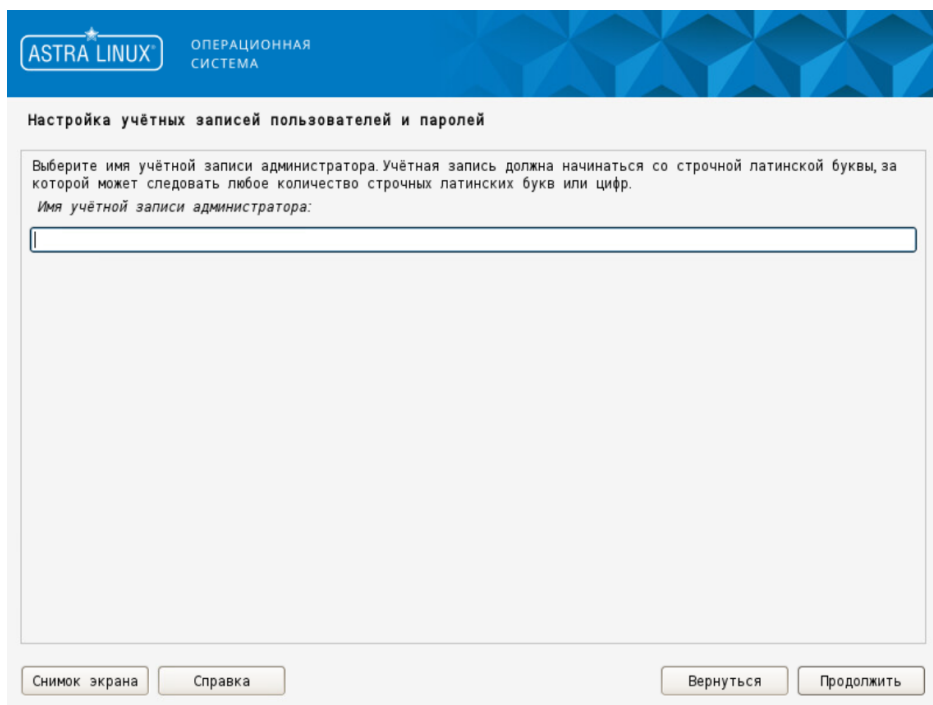 ASTRA LINUX®
ОПЕРАЦИОННАЯ
СИСТЕМА
Настройка учётных записей пользователей и паролей
Выберите имя учётной записи администратора. Учётная запись должна начинаться со строчной латинской буквы, за
которой может следовать любое количество строчных латинских букв или цифр.
Имя учётной записи администратора:
Снимок экрана
Справка
Вернуться
Продолжить